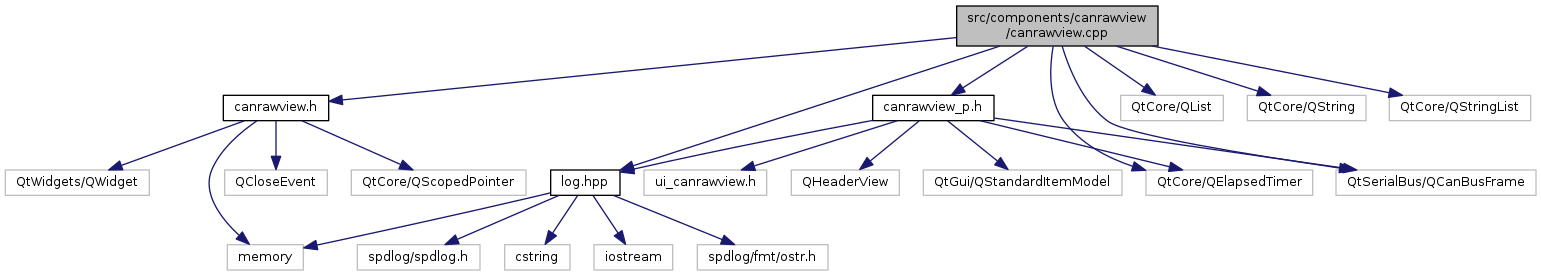 src/components/canrawview
/canrawview.cpp
canrawview.h
canrawview_p.h
QtCore/QList
QtCore/QString
QtCore/QStringList
QtWidgets/QWidget
QCloseEvent
QtCore/QScopedPointer
log.hpp
ui_canrawview.h
QHeaderView
QtGui/QStandardItemModel
QtCore/QElapsedTimer
QtSerialBus/QCanBusFrame
memory
spdlog/spdlog.h
cstring
iostream
spdlog/fmt/ostr.h